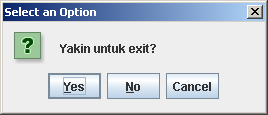 Select an Option
?
Yakin untuk exit?
Yes
No
Cancel